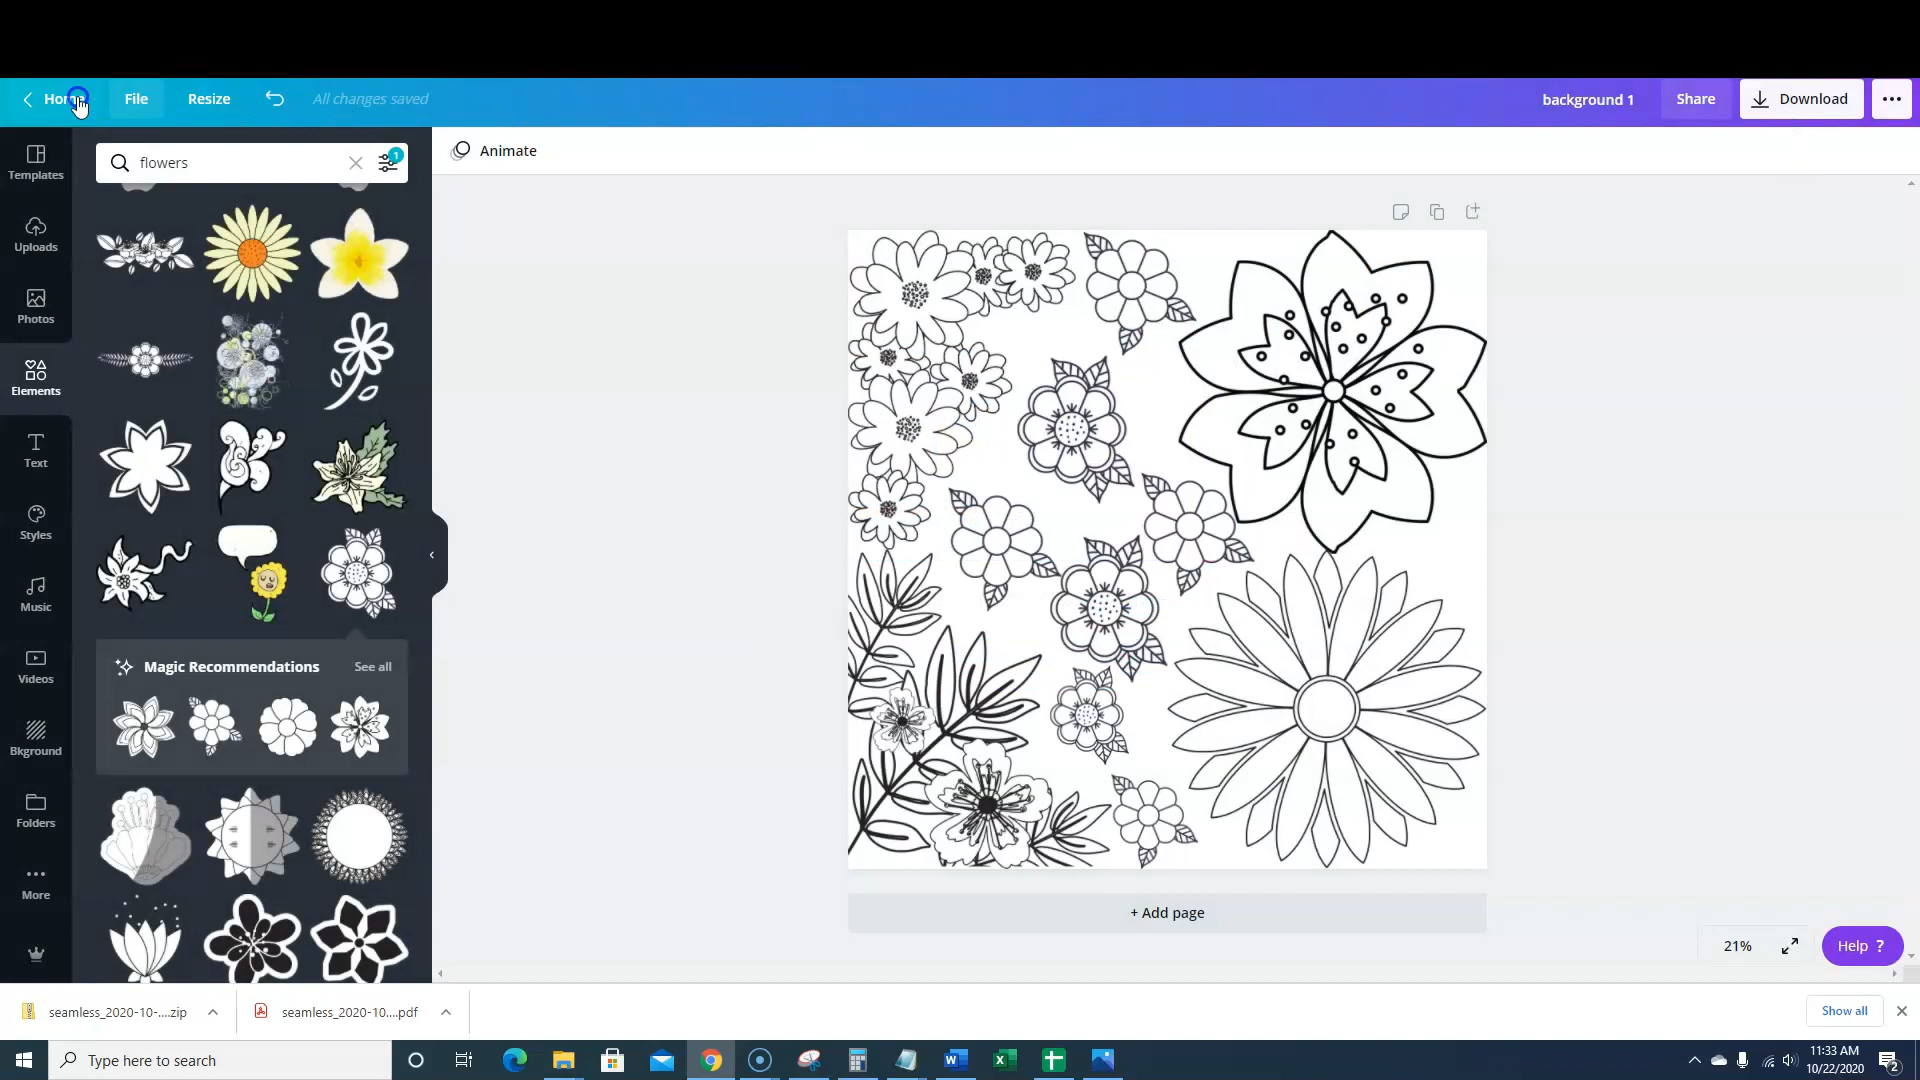 Home
File
Resize
All changes saved
background 1
Share
Download
Templates
Uploads
Photos
Elements
Text
Styles
Music
Videos
Bkground
Folders
More
flowers
1
Magic Recommendations
See all
Animate
+ Add page
21%
Help ?
seamless_2020-10-....zip
seamless_2020-10....pdf
Show all
Type here to search
11:33 AM
10/22/2020
2